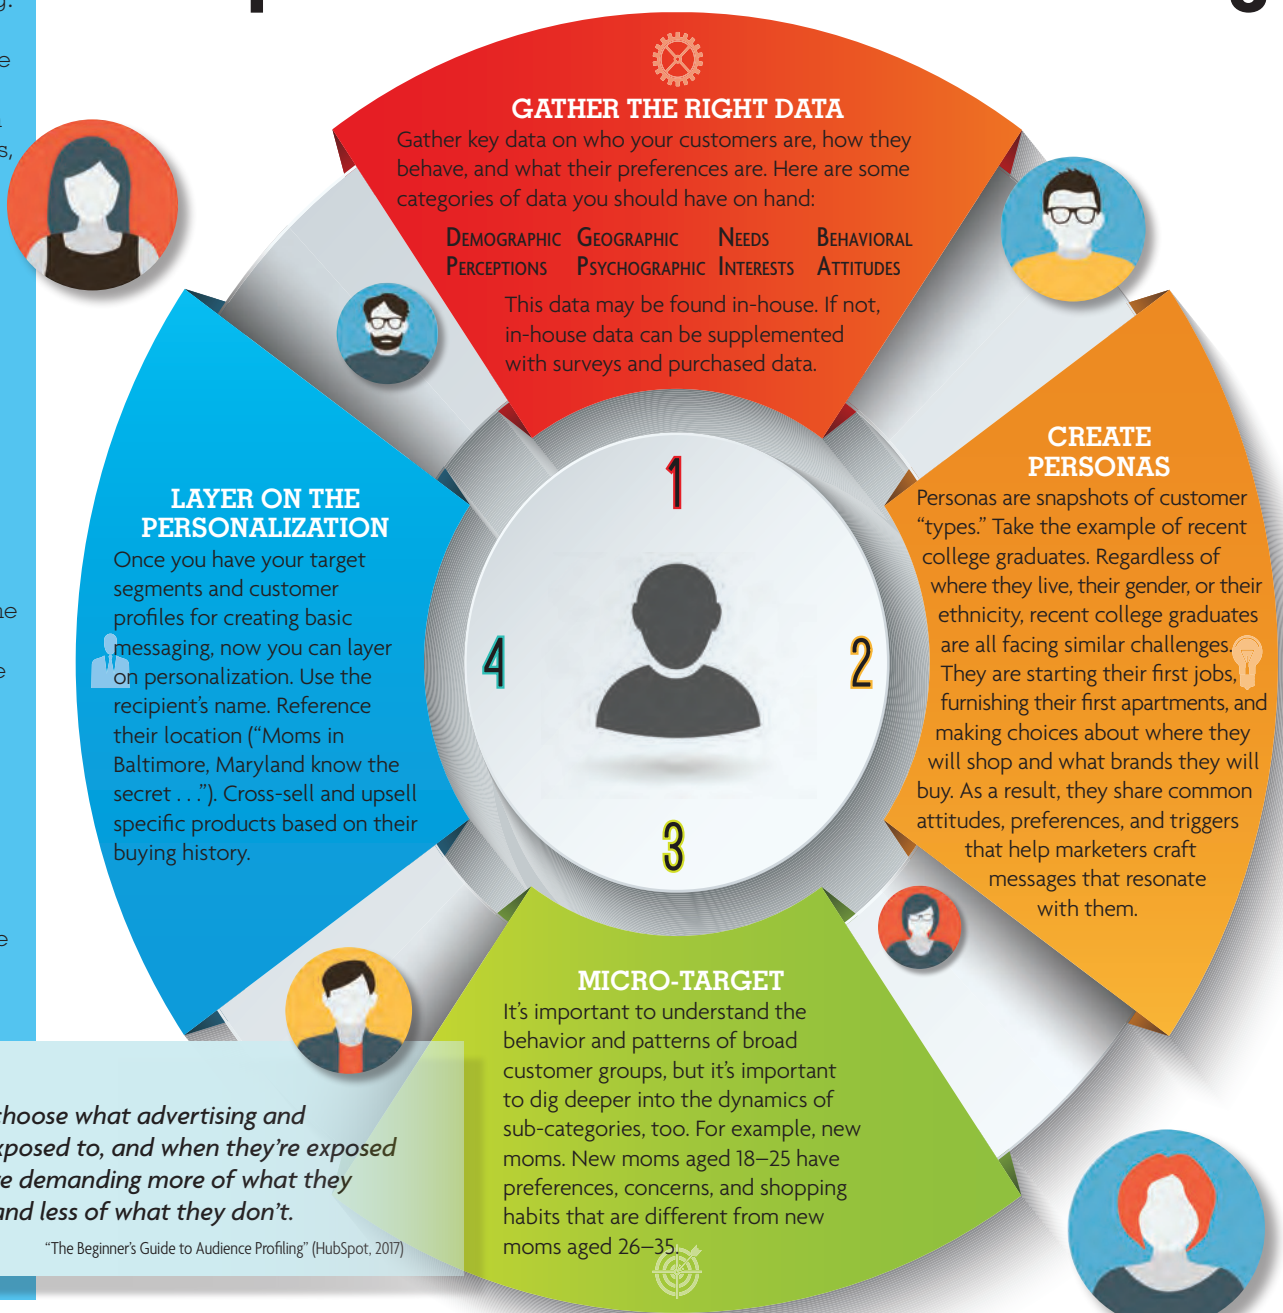 GATHER THE RIGHT DATA
Gather key data on who your customers are, how they
behave, and what their preferences are. Here are some
categories of data you should have on hand:
DEMOGRAPHIC GEOGRAPHIC NEEDS BEHAVIORAL
PERCEPTIONS PSYCHOGRAPHIC INTERESTS ATTITUDES
This data may be found in-house. If not,
in-house data can be supplemented
with surveys and purchased data.
1
CREATE
PERSONAS
Personas are snapshots of customer
“types.” Take the example of recent
college graduates. Regardless of
where they live, their gender, or their
ethnicity, recent college graduates
are all facing similar challenges.
They are starting their first jobs,
furnishing their first apartments, and
making choices about where they
will shop and what brands they will
buy. As a result, they share common
attitudes, preferences, and triggers
that help marketers craft
messages that resonate
with them.
2
MICRO-TARGET
It’s important to understand the
behavior and patterns of broad
customer groups, but it’s important
to dig deeper into the dynamics of
sub-categories, too. For example, new
moms. New moms aged 18–25 have
preferences, concerns, and shopping
habits that are different from new
moms aged 26–35.
3
LAYER ON THE
PERSONALIZATION
Once you have your target
segments and customer
profiles for creating basic
messaging, now you can layer
on personalization. Use the
recipient’s name. Reference
their location (“Moms in
Baltimore, Maryland know the
secret . . .”). Cross-sell and upsell
specific products based on their
buying history.
4
choose what advertising and
xposed to, and when they’re exposed
e demanding more of what they
and less of what they don’t.
“The Beginner’s Guide to Audience Profiling” (HubSpot, 2017)